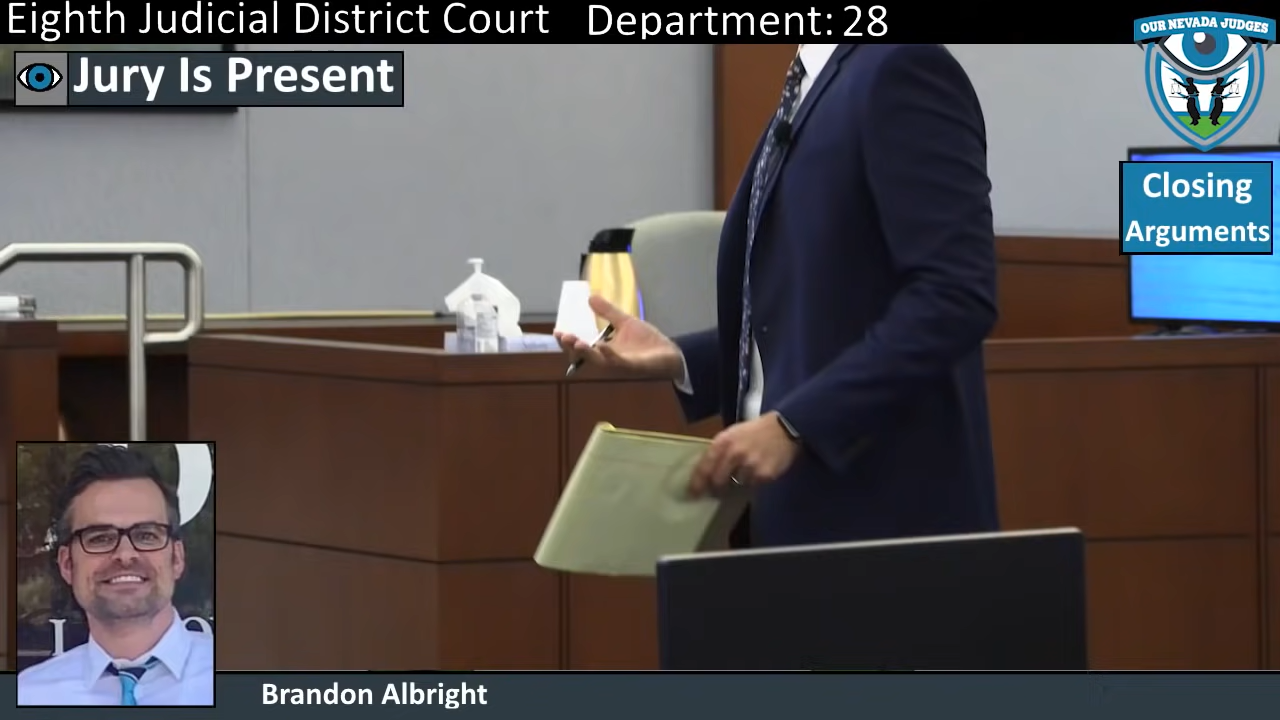 Eighth Judicial District Court Department: 28
OUR NEVADA JUDGES
Jury Is Present
Closing
Arguments
Brandon Albright